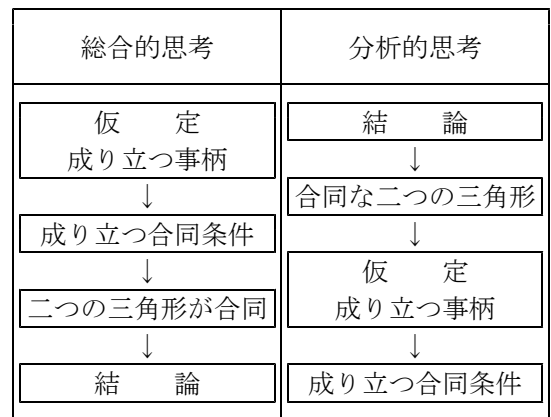 総合的思考
仮　　定
成り立つ事柄
↓
成り立つ合同条件
↓
二つの三角形が合同
↓
結　　論
分析的思考
結　　論
↓
合同な二つの三角形
↓
仮　　定
成り立つ事柄
↓
成り立つ合同条件